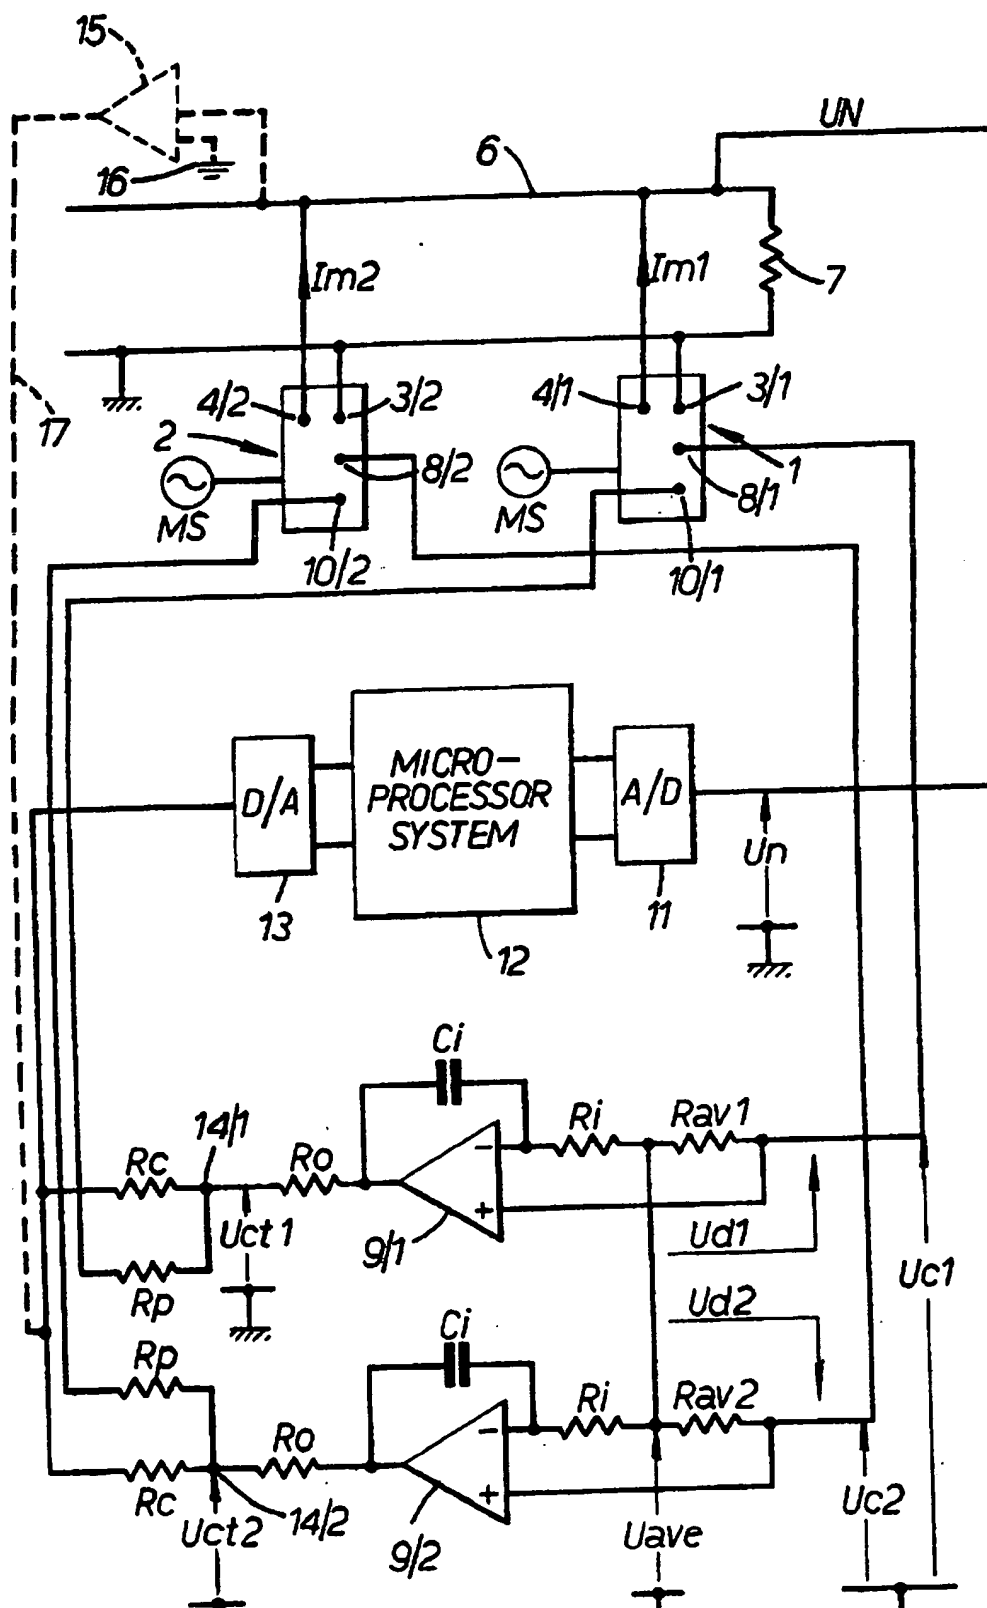 15
UN
16
6
Im2
Im1
7
17
4/2
3/2
4/1
3/1
2
8/2
1
8/1
MS
MS
10/2
10/1
D/A
MICRO-
PROCESSOR
SYSTEM
A/D
Un
13
12
11
Ci
14/1
Rc
Ro
Ri
Rav1
-
+
Uct1
9/1
Ud1
Uc1
Rp
Ud2
Rp
Ci
Ro
Ri
Rav2
-
+
Rc
14/2
Uct2
9/2
Uave
Uc2